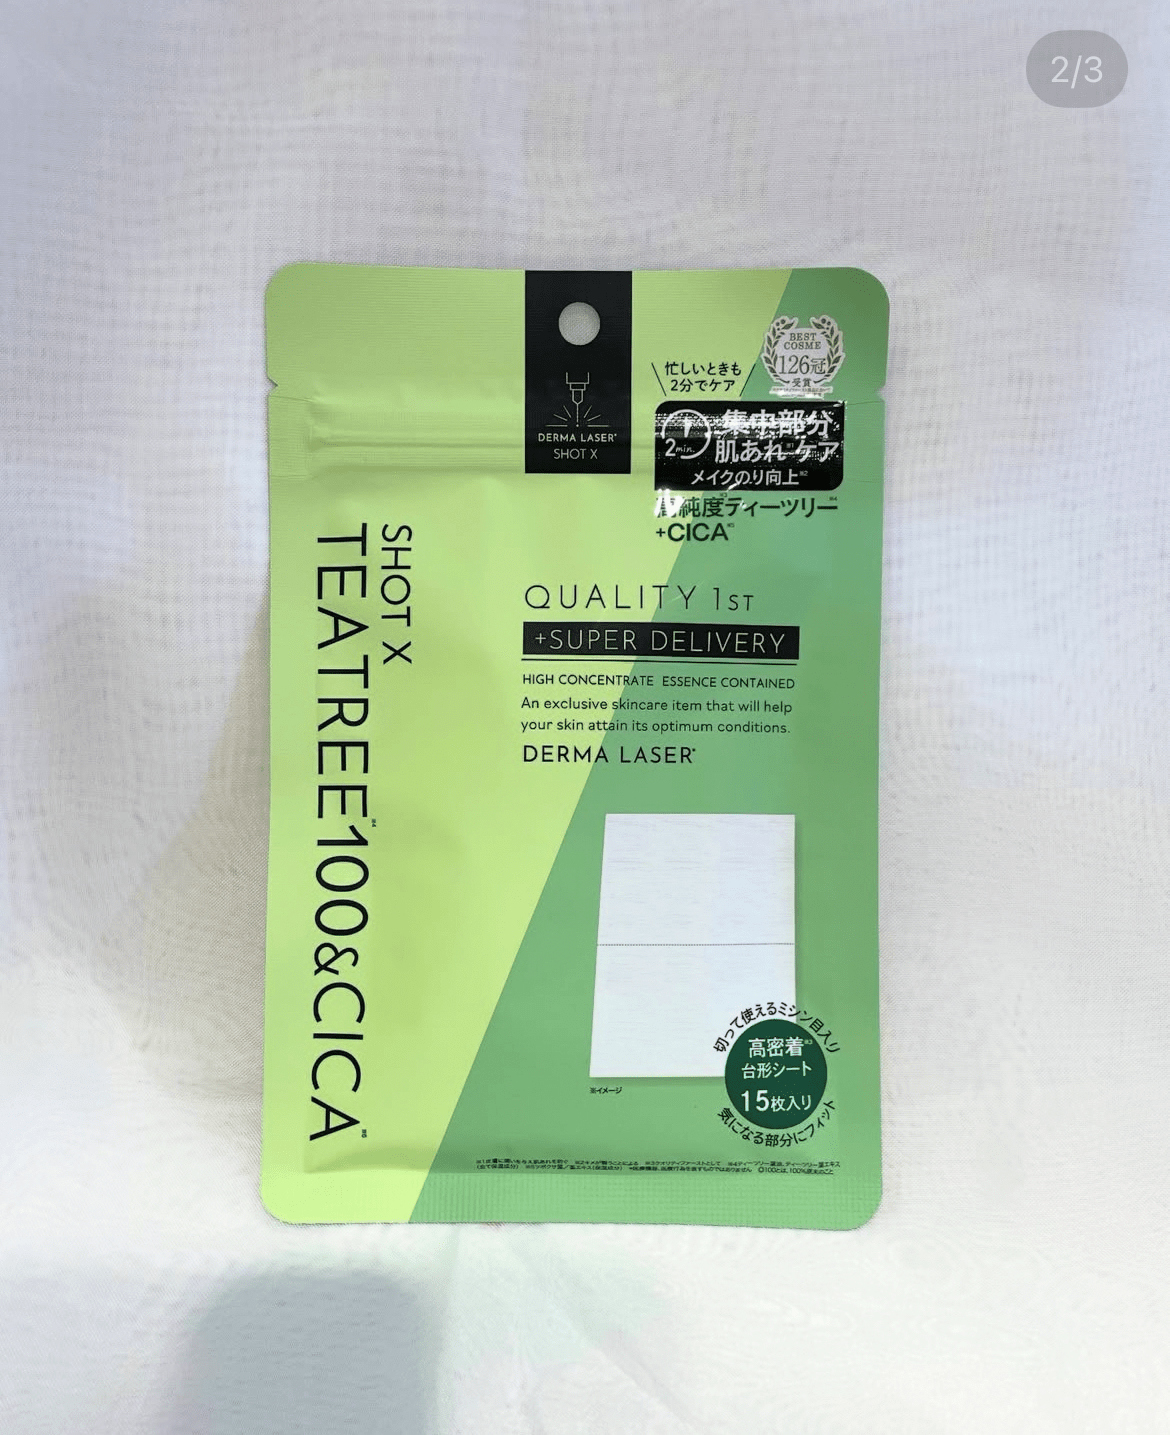 2/3
BEST
COSME
126冠
受賞
忙しいときも
2分でケア
DERMA LASER
SHOT X
2min.
集中部分
肌あれ※1ケア
メイクのり向上※2
高純度※3ティーツリー※4
+CICA※5
SHOT X
TEATREE100&CICA
QUALITY 1ST
+SUPER DELIVERY
HIGH CONCENTRATE ESSENCE CONTAINED
An exclusive skincare item that will help
your skin attain its optimum conditions.
DERMA LASER*
切って使えるミシン目入り
高密着※3
台形シート
15枚入り
気になる部分にフィット
※イメージ